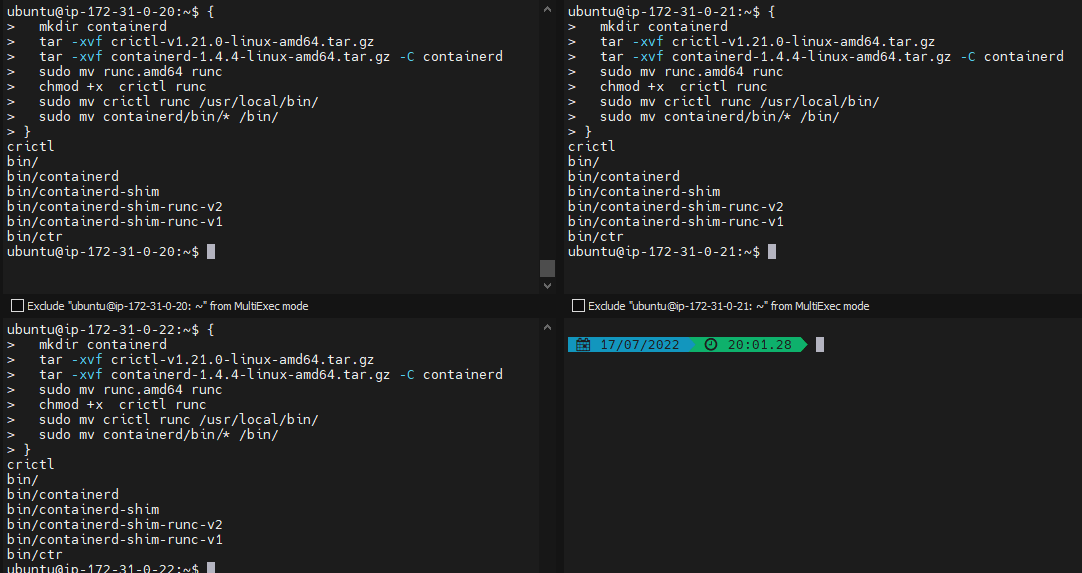 ubuntu@ip-172-31-0-20:~$ {
>   mkdir containerd
>   tar -xvf crictl-v1.21.0-linux-amd64.tar.gz
>   tar -xvf containerd-1.4.4-linux-amd64.tar.gz -C containerd
>   sudo mv runc.amd64 runc
>   chmod +x  crictl runc
>   sudo mv crictl runc /usr/local/bin/
>   sudo mv containerd/bin/* /bin/
> }
crictl
bin/
bin/containerd
bin/containerd-shim
bin/containerd-shim-runc-v2
bin/containerd-shim-runc-v1
bin/ctr
ubuntu@ip-172-31-0-20:~$
Exclude "ubuntu@ip-172-31-0-20: ~" from MultiExec mode
ubuntu@ip-172-31-0-21:~$ {
>   mkdir containerd
>   tar -xvf crictl-v1.21.0-linux-amd64.tar.gz
>   tar -xvf containerd-1.4.4-linux-amd64.tar.gz -C containerd
>   sudo mv runc.amd64 runc
>   chmod +x  crictl runc
>   sudo mv crictl runc /usr/local/bin/
>   sudo mv containerd/bin/* /bin/
> }
crictl
bin/
bin/containerd
bin/containerd-shim
bin/containerd-shim-runc-v2
bin/containerd-shim-runc-v1
bin/ctr
ubuntu@ip-172-31-0-21:~$
Exclude "ubuntu@ip-172-31-0-21: ~" from MultiExec mode
ubuntu@ip-172-31-0-22:~$ {
>   mkdir containerd
>   tar -xvf crictl-v1.21.0-linux-amd64.tar.gz
>   tar -xvf containerd-1.4.4-linux-amd64.tar.gz -C containerd
>   sudo mv runc.amd64 runc
>   chmod +x  crictl runc
>   sudo mv crictl runc /usr/local/bin/
>   sudo mv containerd/bin/* /bin/
> }
crictl
bin/
bin/containerd
bin/containerd-shim
bin/containerd-shim-runc-v2
bin/containerd-shim-runc-v1
bin/ctr
ubuntu@ip-172-31-0-22:~$
17/07/2022 20:01.28